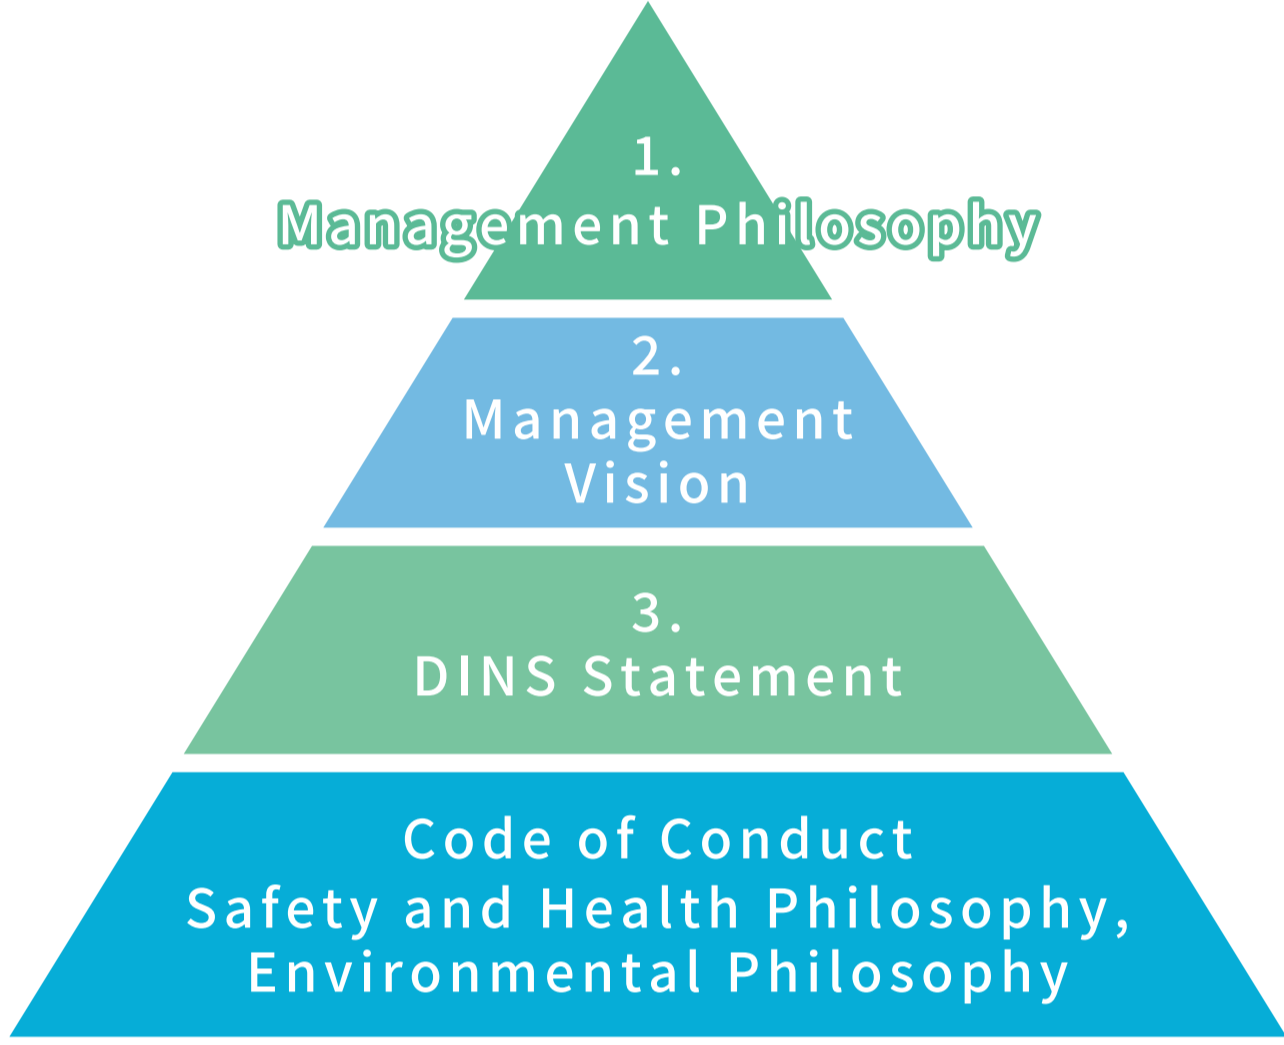 1.
Management Philosophy
2.
Management
Vision
3.
DINS Statement
Code of Conduct
Safety and Health Philosophy,
Environmental Philosophy